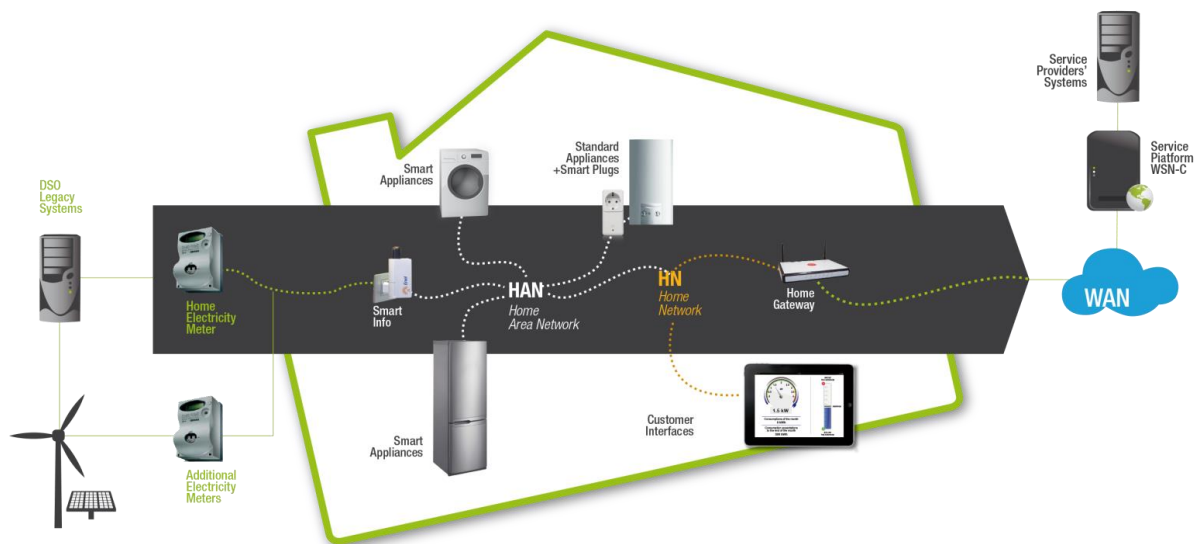 Service
Providers'
Systems
Service
Platform
WSN-C
WAN
DSO
Legacy
Systems
Smart
Appliances
Standard
Appliances
+Smart Plugs
Home
Electricity
Meter
Smart
Info
HAN
Home
Area Network
HN
Home
Network
Home
Gateway
Additional
Electricity
Meters
Smart
Appliances
Customer
Interfaces
1.6 kW